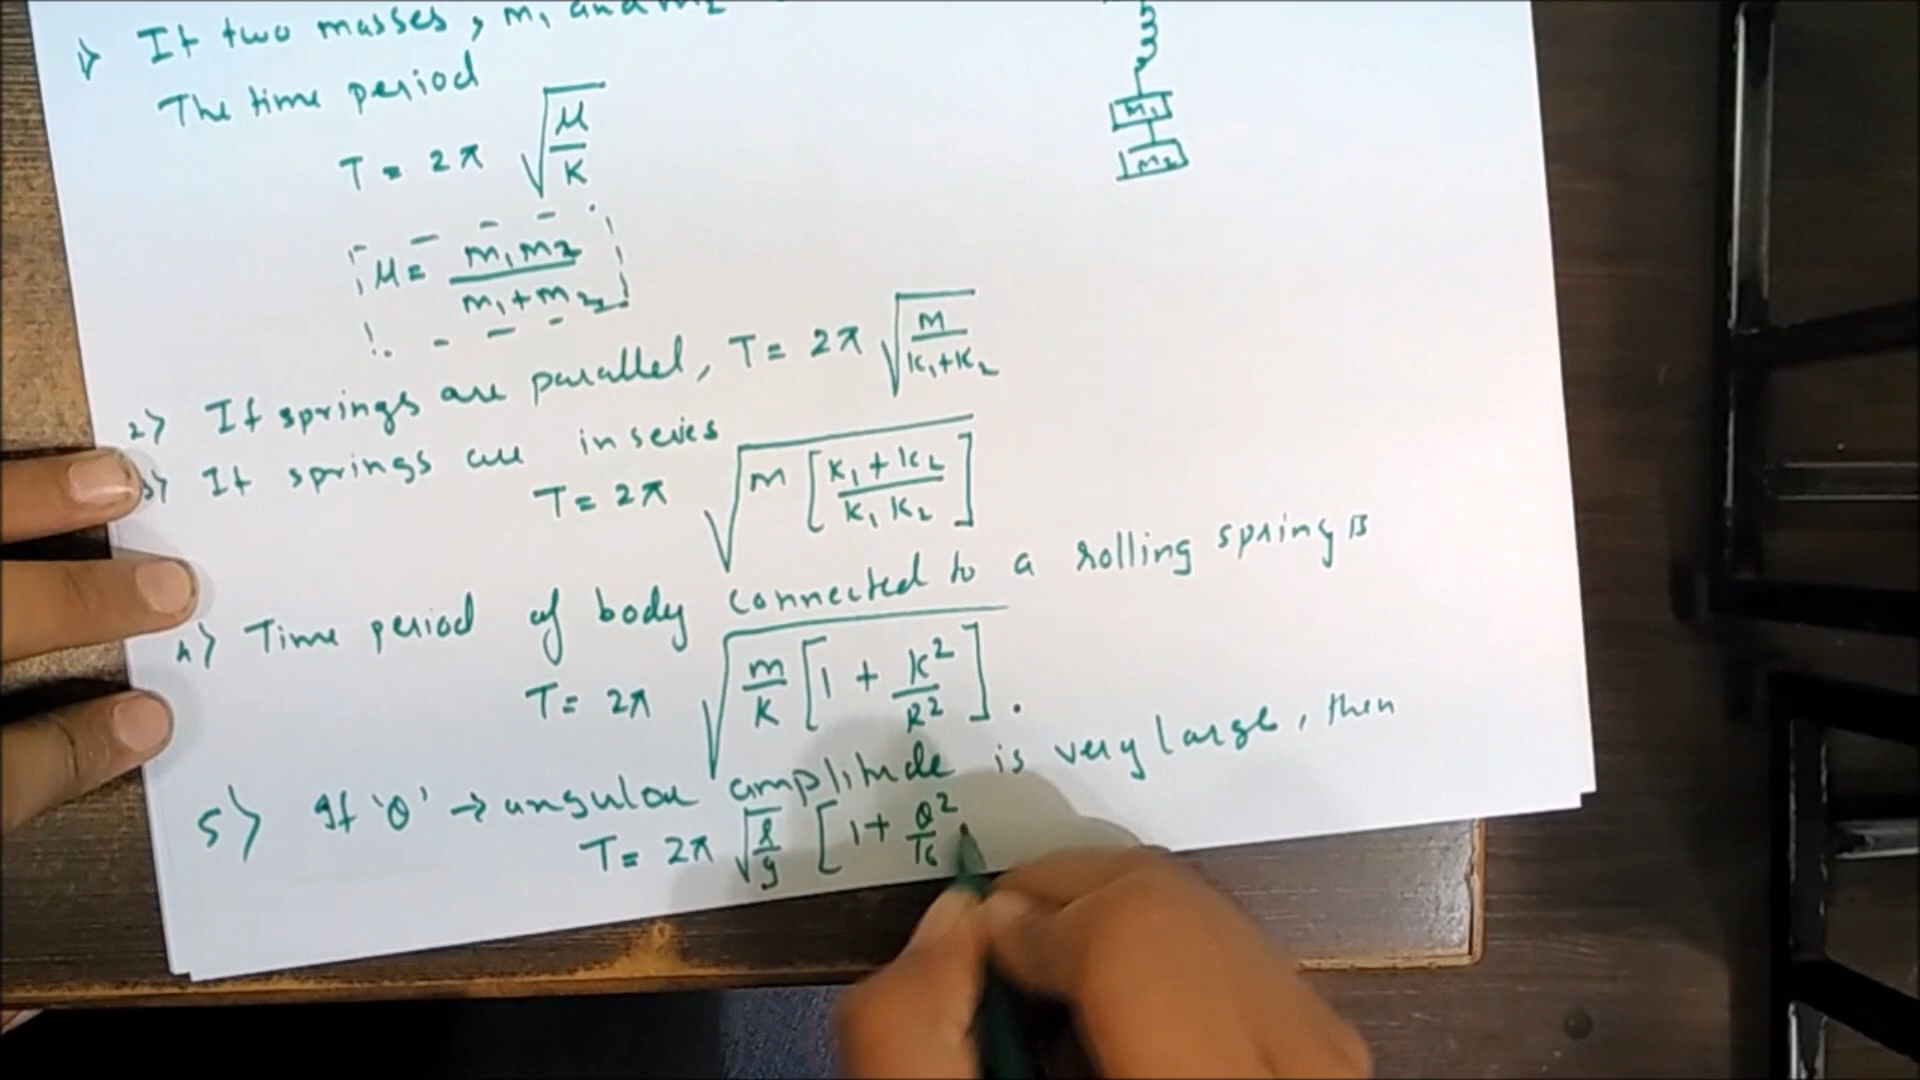 1) If two masses, m₁ and m₂
The time period
T = 2π √(μ/K)
μ = m₁m₂/(m₁+m₂)
M₁
M₂
2) If springs are parallel, T = 2π √(m/(K₁+K₂))
3) If springs are in series
T = 2π √(m [(K₁+K₂)/(K₁K₂)])
4) Time period of body connected to a rolling spring is
T = 2π √(m/K [1 + K²/R²]).
5) If 'θ' → angular amplitude is very large, then
T = 2π √(l/g) [1+ θ²/16